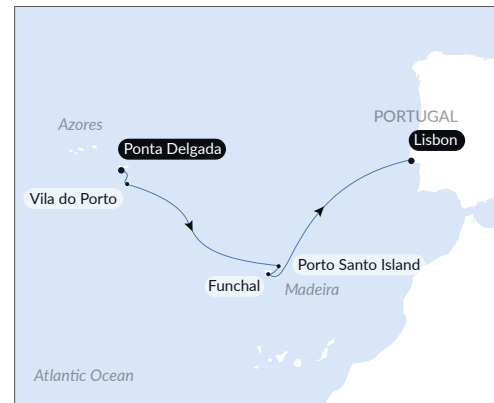 PORTUGAL
Azores
Lisbon
Ponta Delgada
Vila do Porto
Porto Santo Island
Funchal
Madeira
Atlantic Ocean